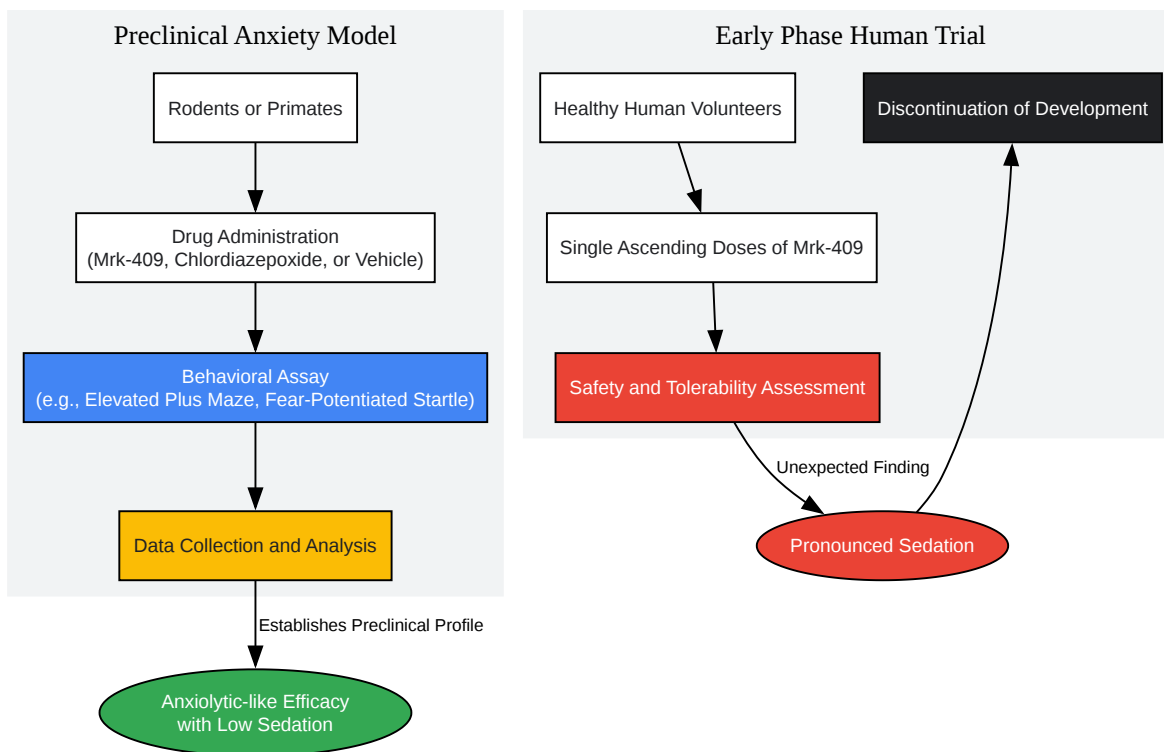 Preclinical Anxiety Model
Rodents or Primates
Drug Administration
(Mrk-409, Chlordiazepoxide, or Vehicle)
Behavioral Assay
(e.g., Elevated Plus Maze, Fear-Potentiated Startle)
Data Collection and Analysis
Establishes Preclinical Profile
Anxiolytic-like Efficacy
with Low Sedation
Early Phase Human Trial
Healthy Human Volunteers
Single Ascending Doses of Mrk-409
Safety and Tolerability Assessment
Unexpected Finding
Pronounced Sedation
Discontinuation of Development